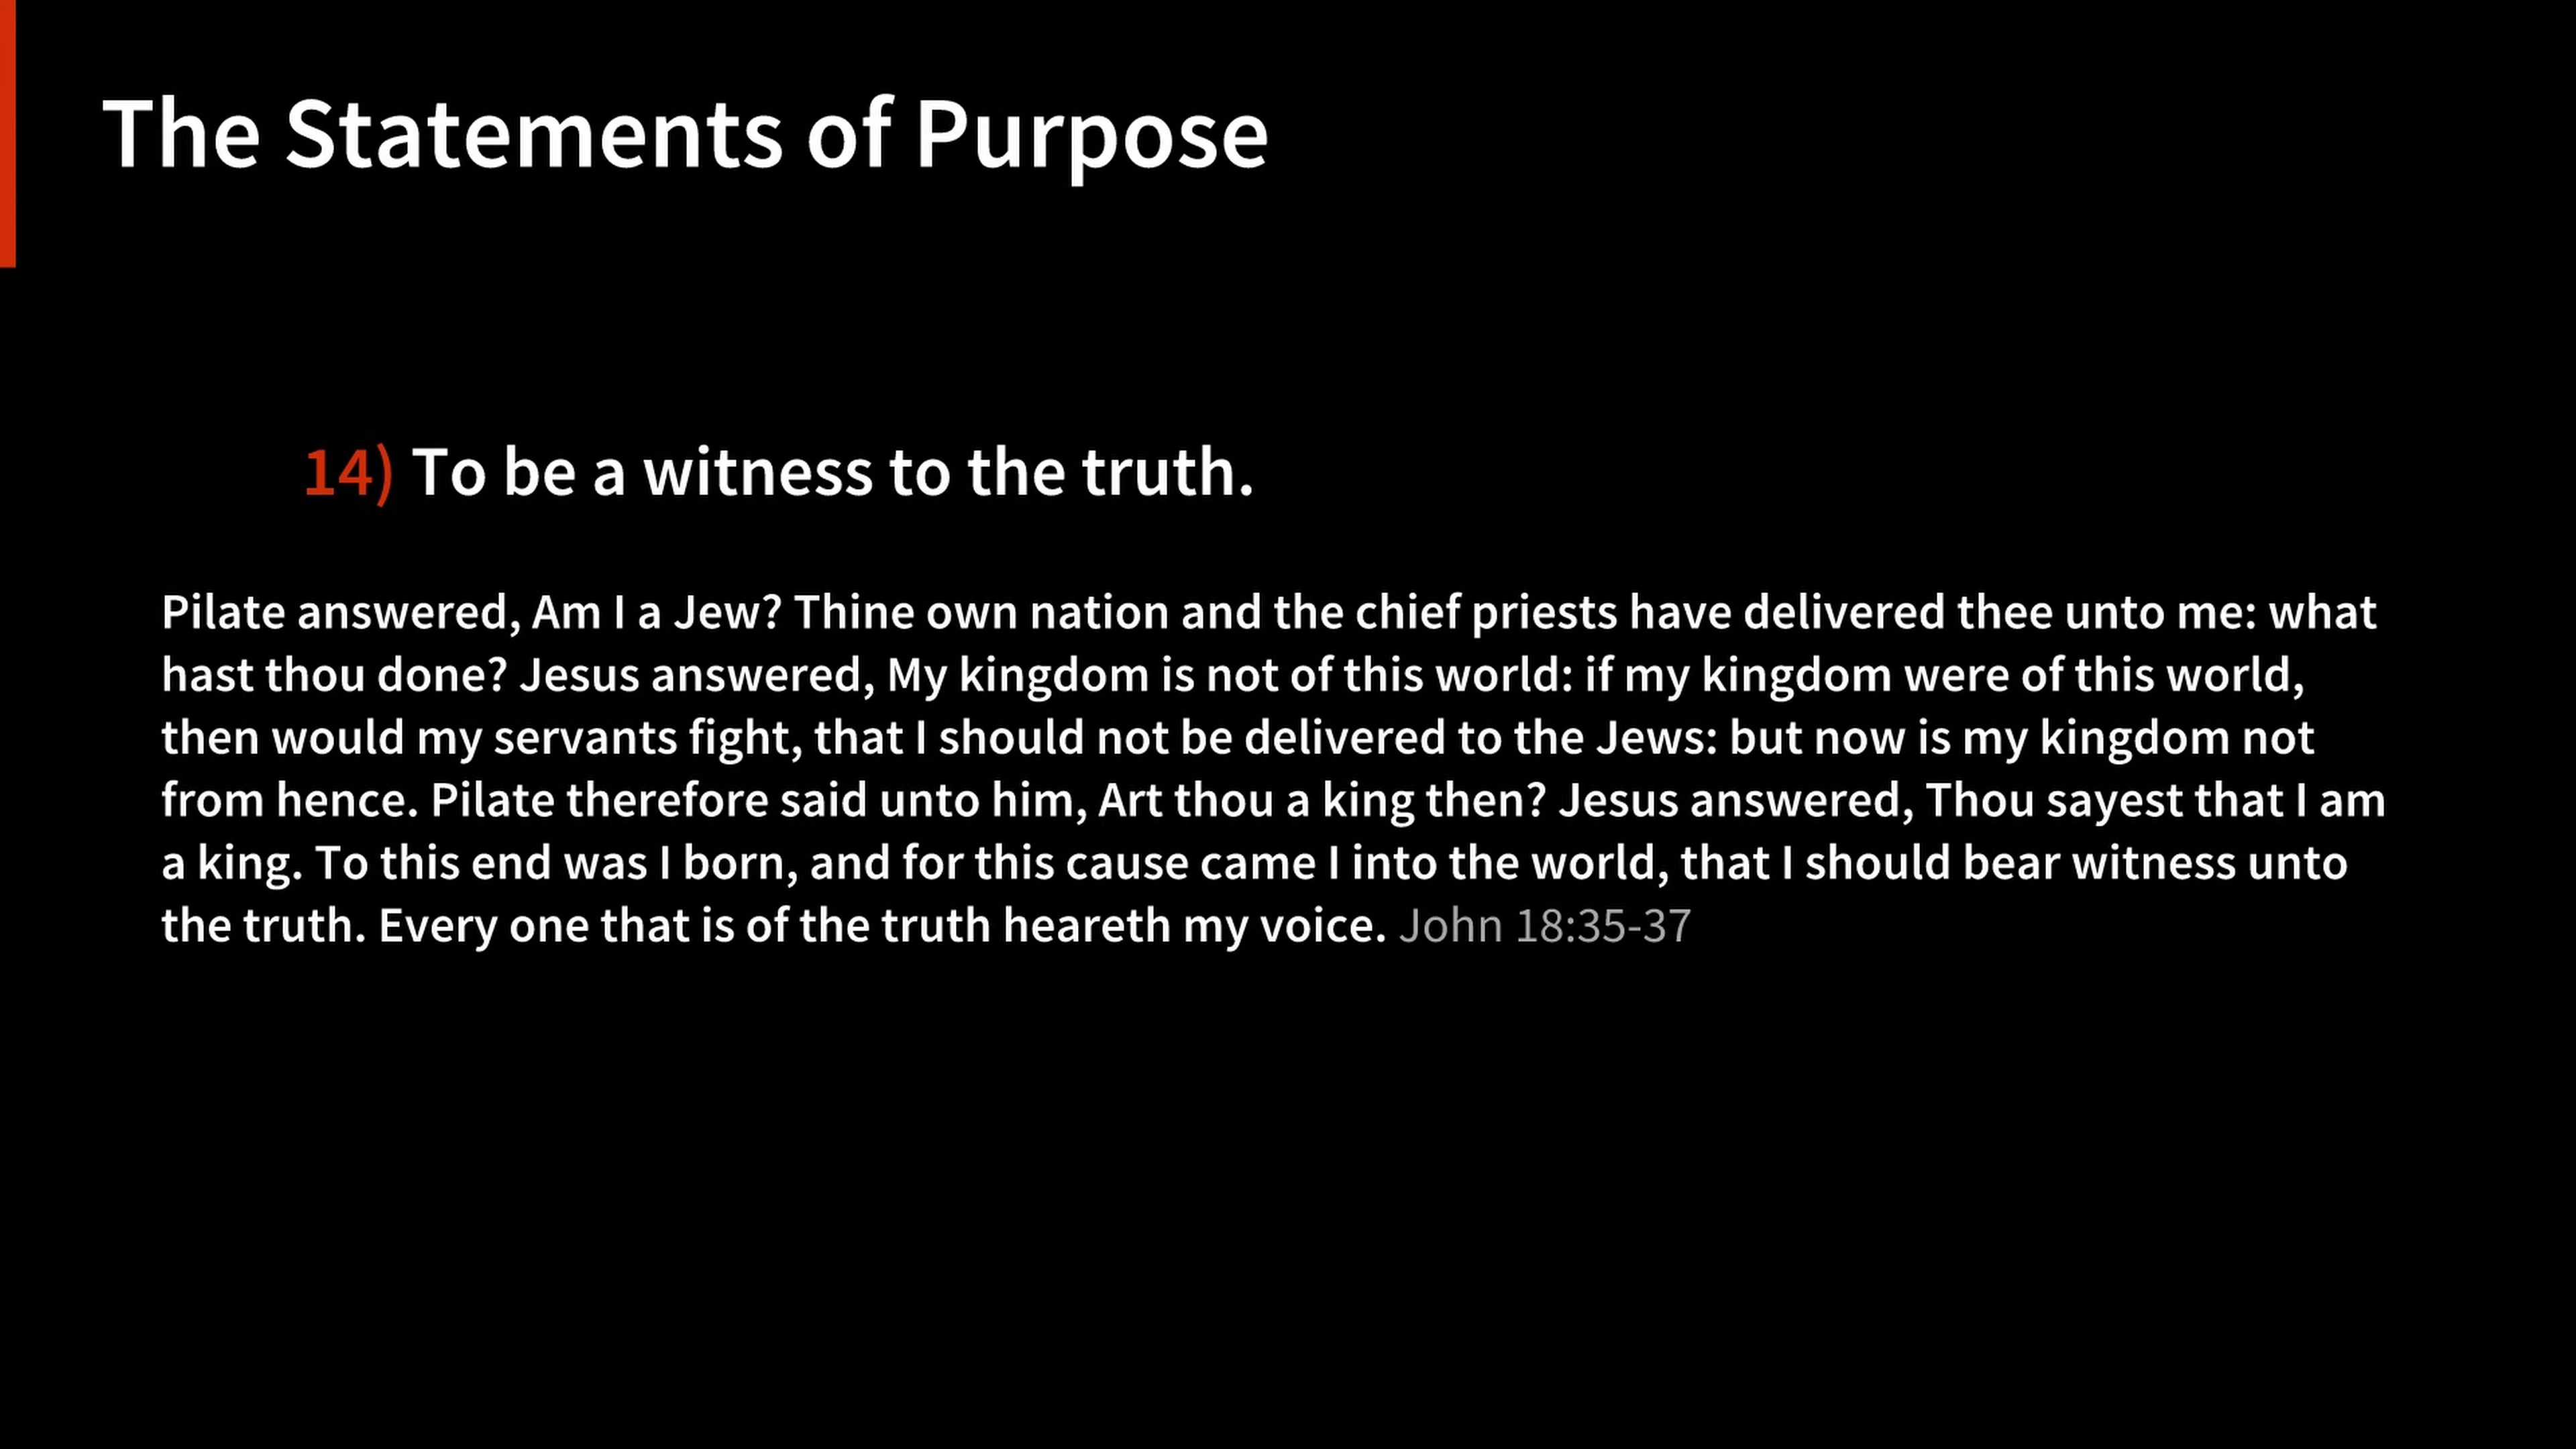 The Statements of Purpose
14) To be a witness to the truth.
Pilate answered, Am I a Jew? Thine own nation and the chief priests have delivered thee unto me: what
hast thou done? Jesus answered, My kingdom is not of this world: if my kingdom were of this world,
then would my servants fight, that I should not be delivered to the Jews: but now is my kingdom not
from hence. Pilate therefore said unto him, Art thou a king then? Jesus answered, Thou sayest that I am
a king. To this end was I born, and for this cause came I into the world, that I should bear witness unto
the truth. Every one that is of the truth heareth my voice. John 18:35-37